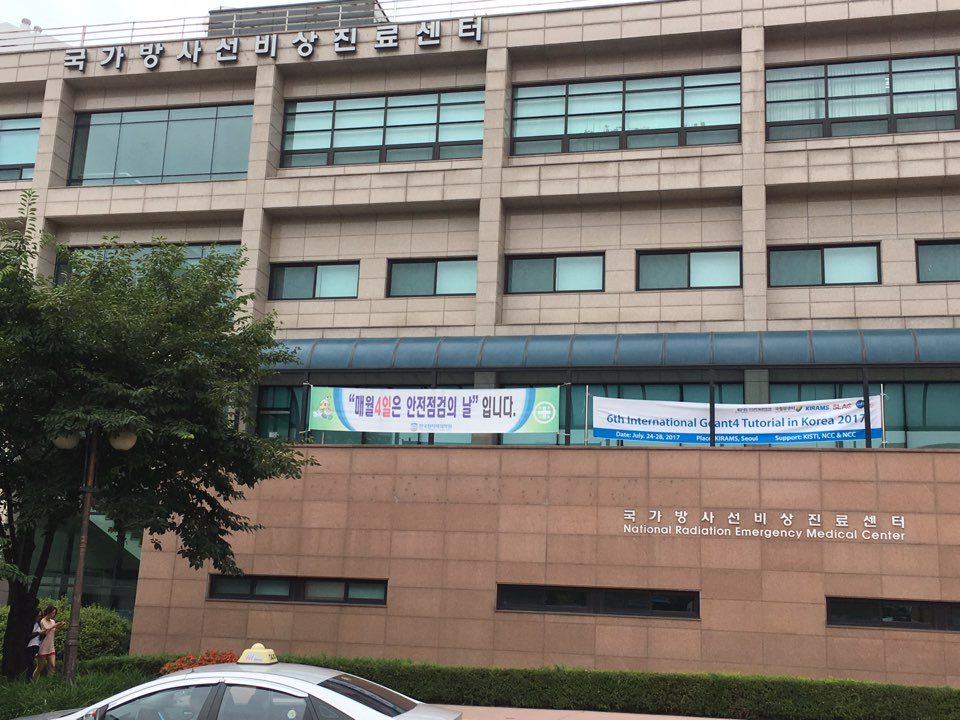 국가방사선비상진료센터
"매월4일은 안전점검의 날" 입니다.
KIRAMS SLAC
6th International Geant4 Tutorial in Korea 2017
Date: July. 24-28, 2017 Place: KIRAMS, Seoul Support: KISTI, NCC & NCC
국가방사선비상진료센터
National Radiation Emergency Medical Center